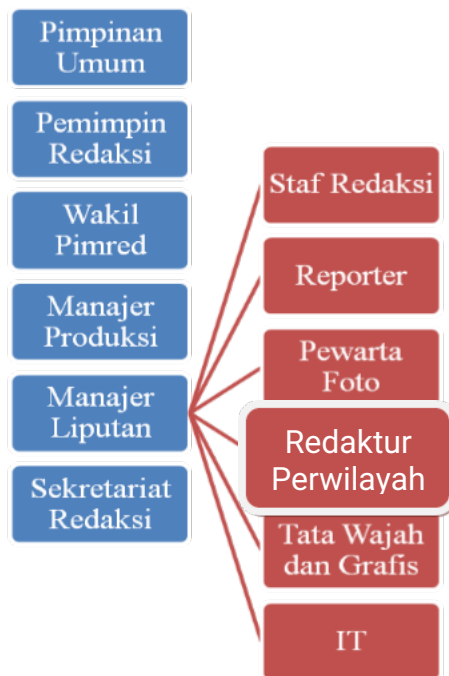 Pimpinan
Umum
Pemimpin
Redaksi
Wakil
Pimred
Manajer
Produksi
Manajer
Liputan
Sekretariat
Redaksi
Staf Redaksi
Reporter
Pewarta
Foto
Redaktur
Perwilayah
Tata Wajah
dan Grafis
IT